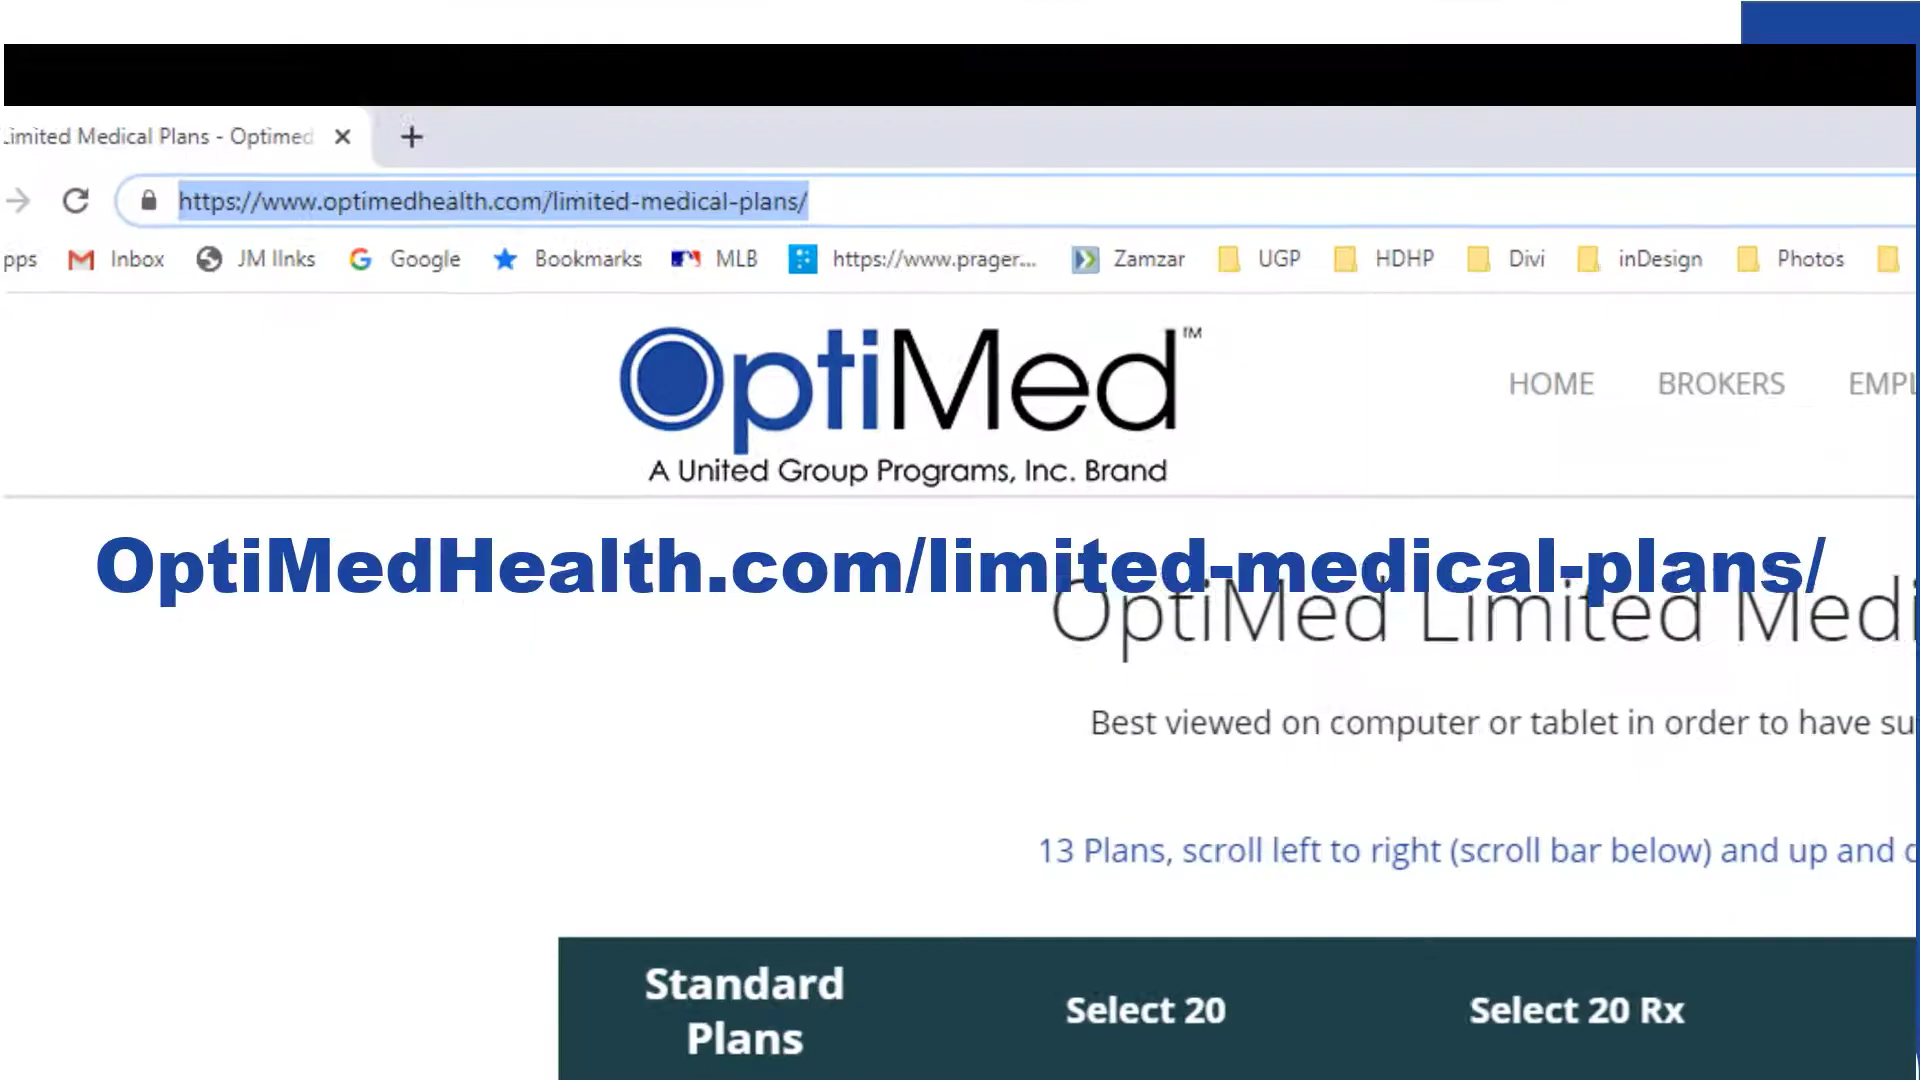 Limited Medical Plans - Optimed
https://www.optimedhealth.com/limited-medical-plans/
pps Inbox JM lInks Google Bookmarks MLB https://www.prager... Zamzar UGP HDHP Divi inDesign Photos
OptiMed™
A United Group Programs, Inc. Brand
HOME BROKERS EMPL
OptiMedHealth.com/limited-medical-plans/
OptiMed Limited Medi
Best viewed on computer or tablet in order to have su
13 Plans, scroll left to right (scroll bar below) and up and
Standard
Plans
Select 20
Select 20 Rx